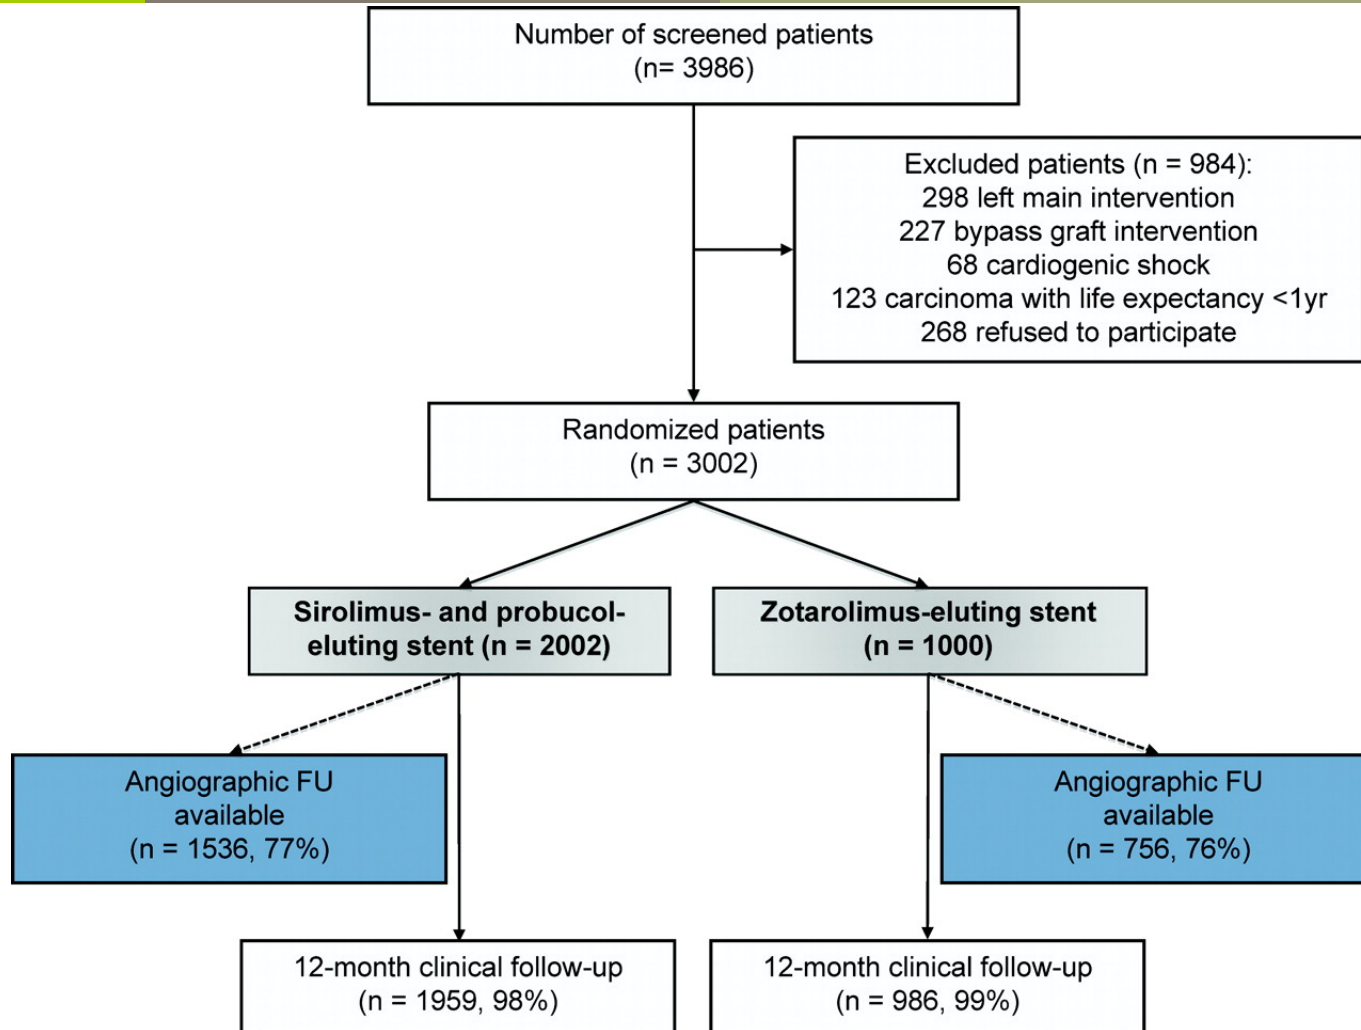 Number of screened patients
(n= 3986)
Excluded patients (n = 984):
298 left main intervention
227 bypass graft intervention
68 cardiogenic shock
123 carcinoma with life expectancy <1yr
268 refused to participate
Randomized patients
(n = 3002)
Sirolimus- and probucol-
eluting stent (n = 2002)
Zotarolimus-eluting stent
(n = 1000)
Angiographic FU
available
(n = 1536, 77%)
Angiographic FU
available
(n = 756, 76%)
12-month clinical follow-up
(n = 1959, 98%)
12-month clinical follow-up
(n = 986, 99%)